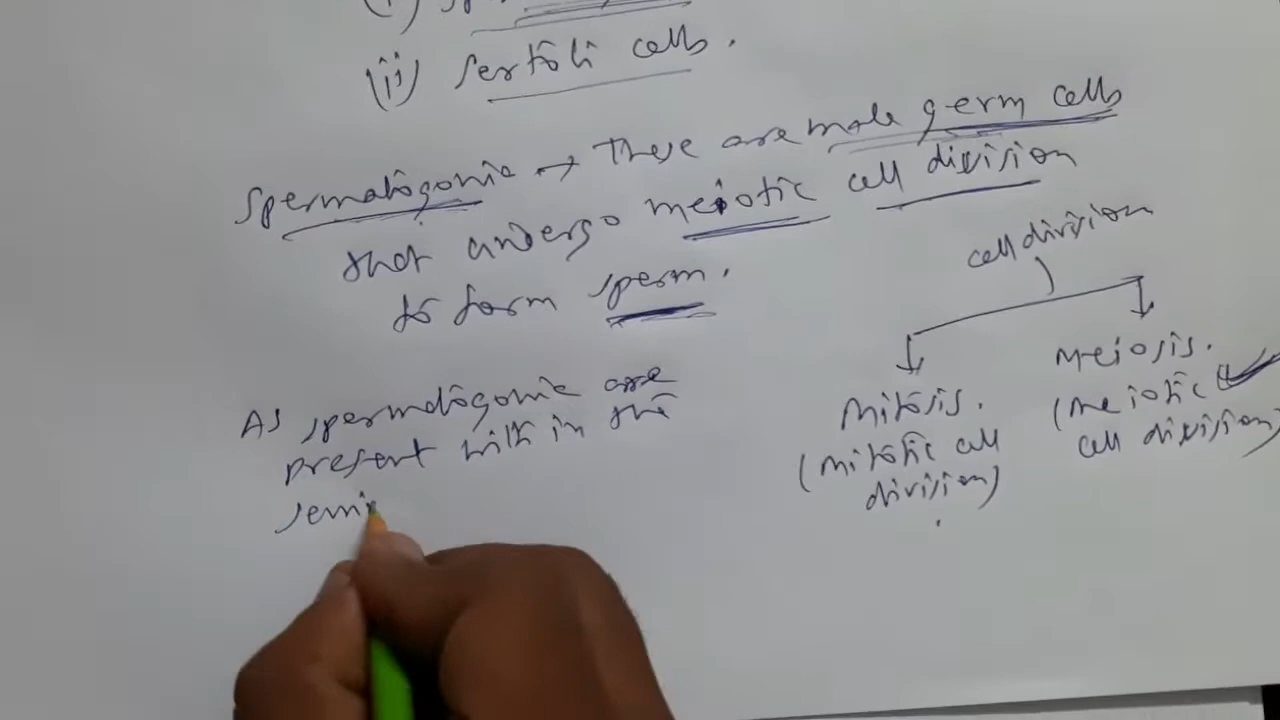 (ii) Sertoli cells.
Spermatogonia → These are male germ cells
that undergo meiotic cell division
to form sperm.
cell division
Mitosis.
(mitotic cell
division)
Meiosis.
(meiotic
cell division)
As spermatogonia are
present with in the
semi